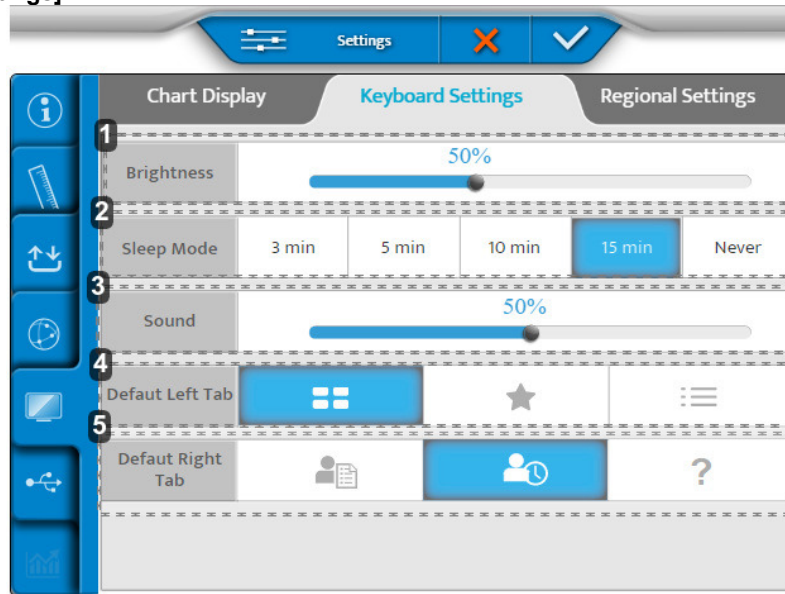 Settings
Chart Display Keyboard Settings Regional Settings
1
50%
Brightness
2
Sleep Mode 3 min 5 min 10 min 15 min Never
3
50%
Sound
4
Defaut Left Tab
5
Defaut Right
Tab ?